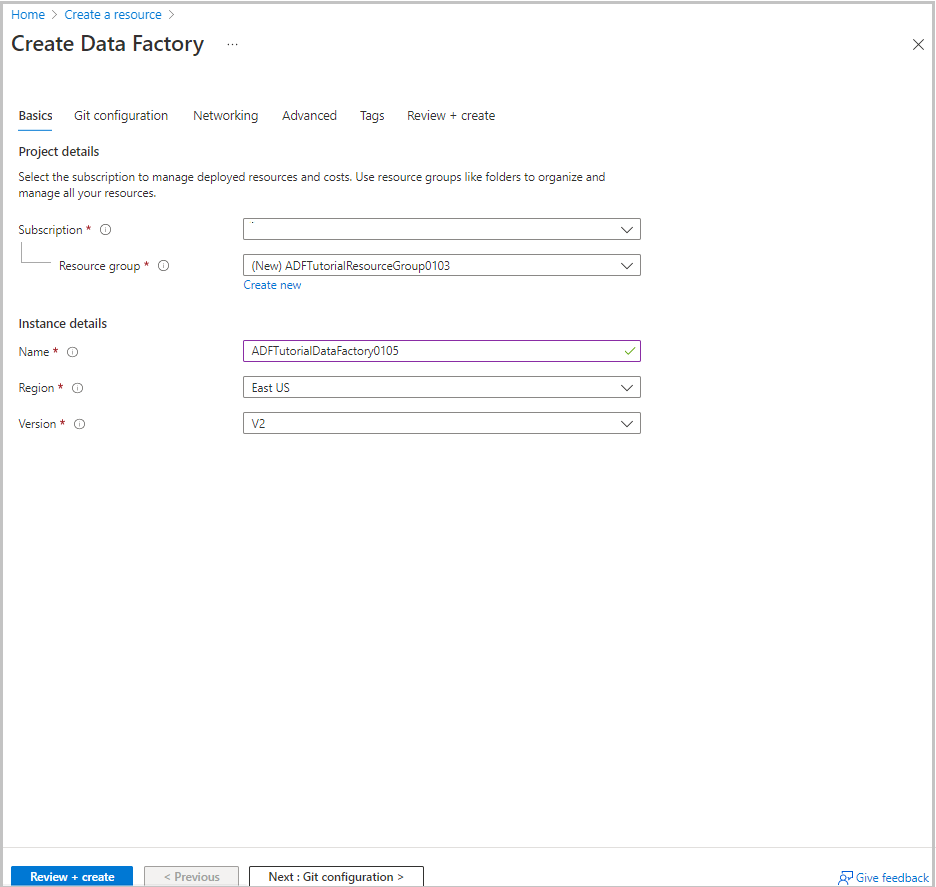 Home > Create a resource >
Create Data Factory ...
Basics Git configuration Networking Advanced Tags Review + create
Project details
Select the subscription to manage deployed resources and costs. Use resource groups like folders to organize and
manage all your resources.
Subscription *
Resource group * (New) ADFTutorialResourceGroup0103
Create new
Instance details
Name * ADFTutorialDataFactory0105
Region * East US
Version * V2
Review + create < Previous Next : Git configuration > Give feedback